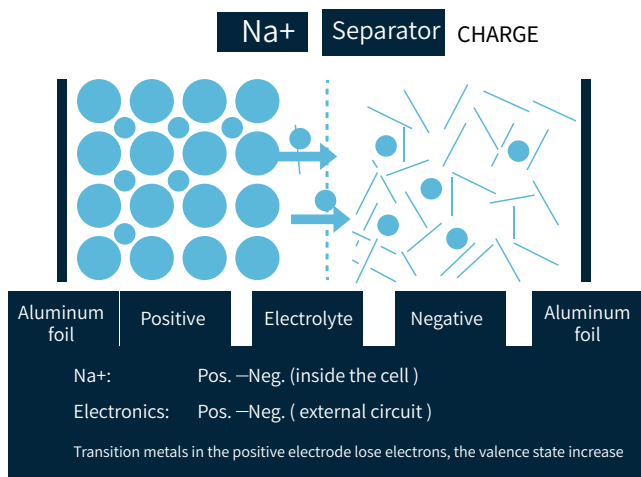 Na+
Separator
CHARGE
Aluminum
foil
Positive
Electrolyte
Negative
Aluminum
foil
Na+: Pos. —Neg. (inside the cell )
Electronics: Pos. —Neg. ( external circuit )
Transition metals in the positive electrode lose electrons, the valence state increase